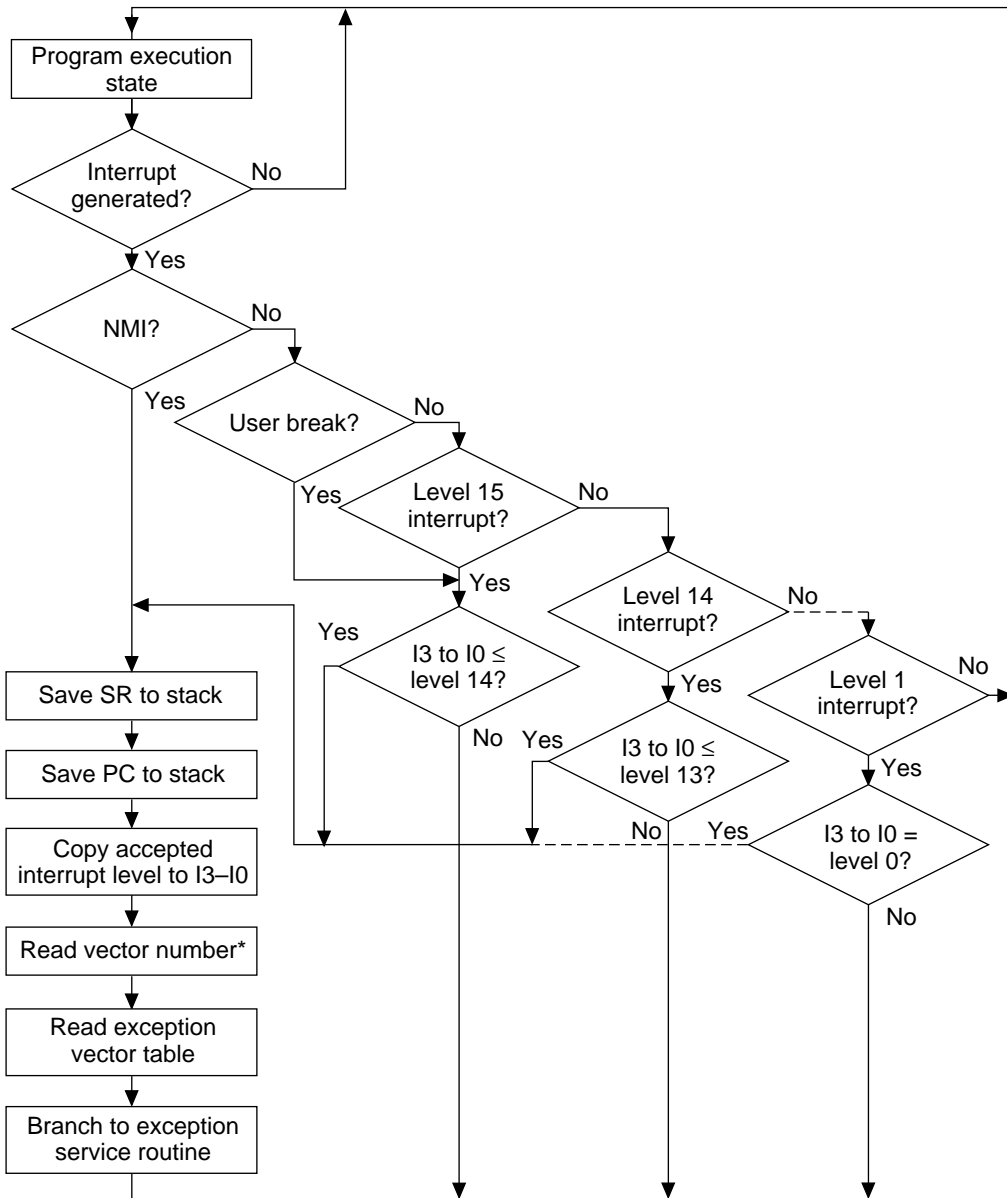 Program execution
state
Interrupt
generated?
No
Yes
NMI?
No
Yes
User break?
No
Yes
Level 15
interrupt?
No
Yes
Level 14
interrupt?
No
Yes
Level 1
interrupt?
No
Yes
I3 to I0 ≤
level 14?
Yes
No
I3 to I0 ≤
level 13?
Yes
No
I3 to I0 =
level 0?
Yes
No
Save SR to stack
Save PC to stack
Copy accepted
interrupt level to I3–I0
Read vector number*
Read exception
vector table
Branch to exception
service routine